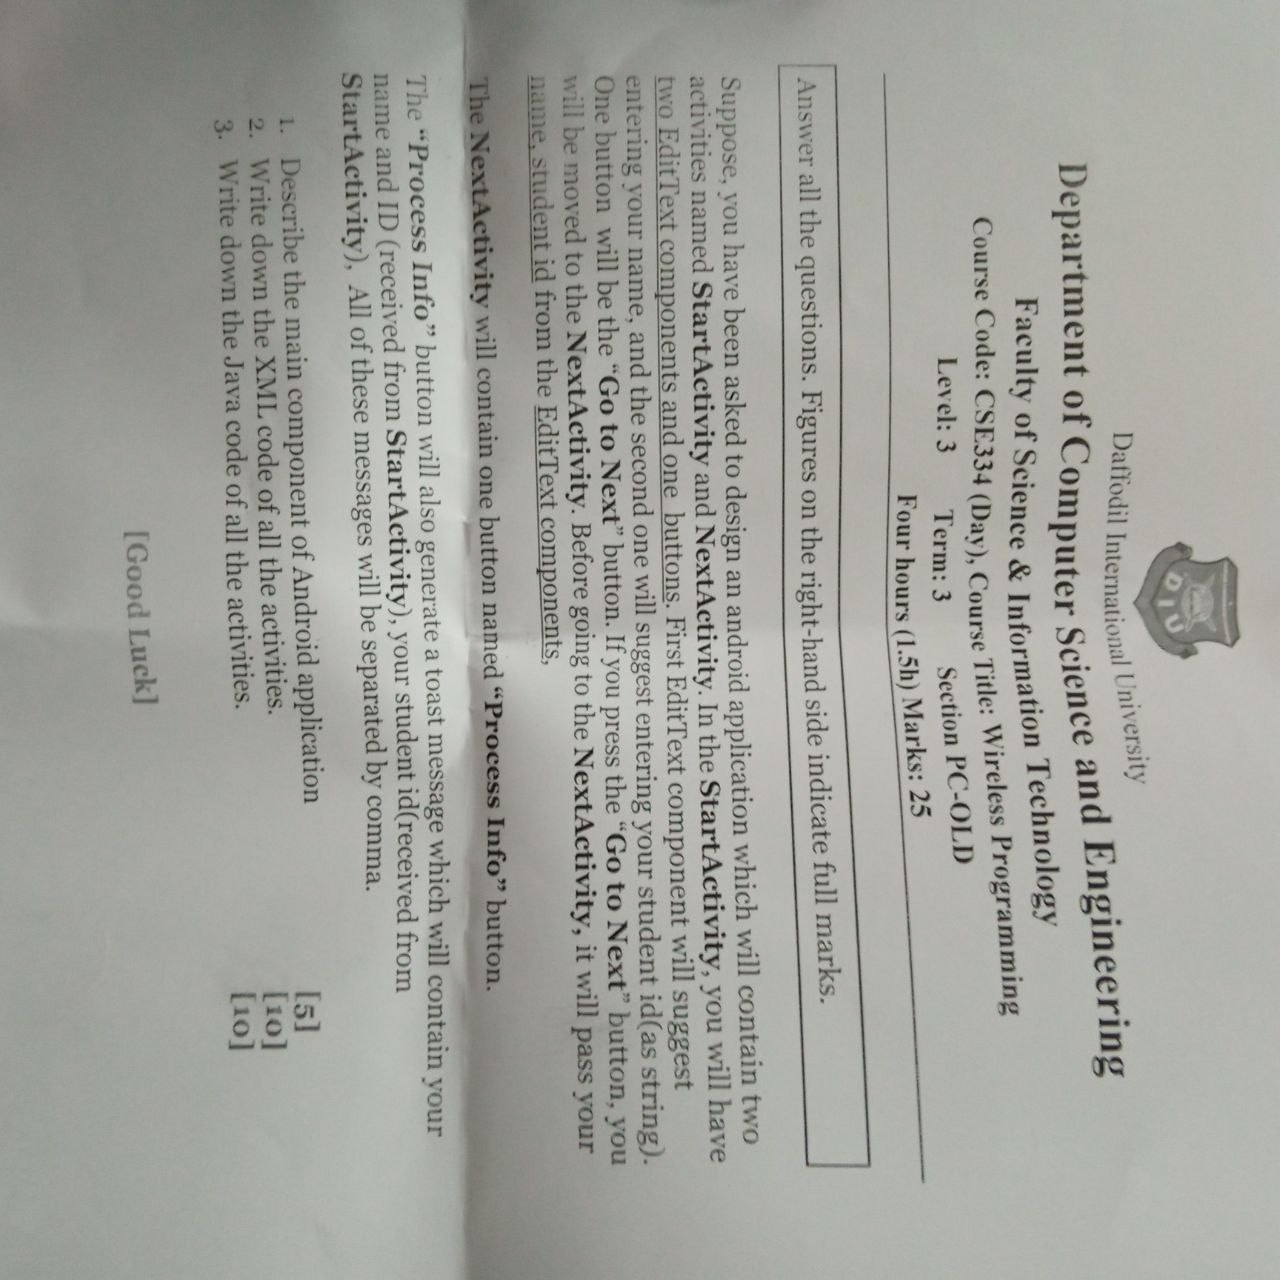 DIU
Daffodil International University
Department of Computer Science and Engineering
Faculty of Science & Information Technology
Course Code: CSE334 (Day), Course Title: Wireless Programming
Level: 3 Term: 3 Section PC-OLD
Four hours (1.5h) Marks: 25
Answer all the questions. Figures on the right-hand side indicate full marks.
Suppose, you have been asked to design an android application which will contain two
activities named StartActivity and NextActivity. In the StartActivity, you will have
two EditText components and one buttons. First EditText component will suggest
entering your name, and the second one will suggest entering your student id(as string).
One button will be the “Go to Next” button. If you press the “Go to Next” button, you
will be moved to the NextActivity. Before going to the NextActivity, it will pass your
name, student id from the EditText components,
The NextActivity will contain one button named “Process Info” button.
The “Process Info” button will also generate a toast message which will contain your
name and ID (received from StartActivity), your student id(received from
StartActivity), All of these messages will be separated by comma.
1. Describe the main component of Android application [5]
2. Write down the XML code of all the activities. [10]
3. Write down the Java code of all the activities. [10]
[Good Luck]